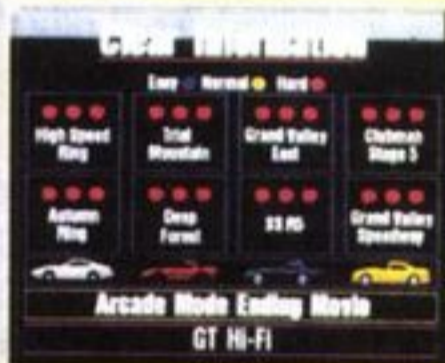 Clear Information
Easy Normal Hard
High Speed Ring
Trial Mountain
Grand Valley East
Clubman Stage 5
Autumn Ring
Deep Forest
SS R5
Grand Valley Speedway
Arcade Mode Ending Movie
GT Hi-Fi